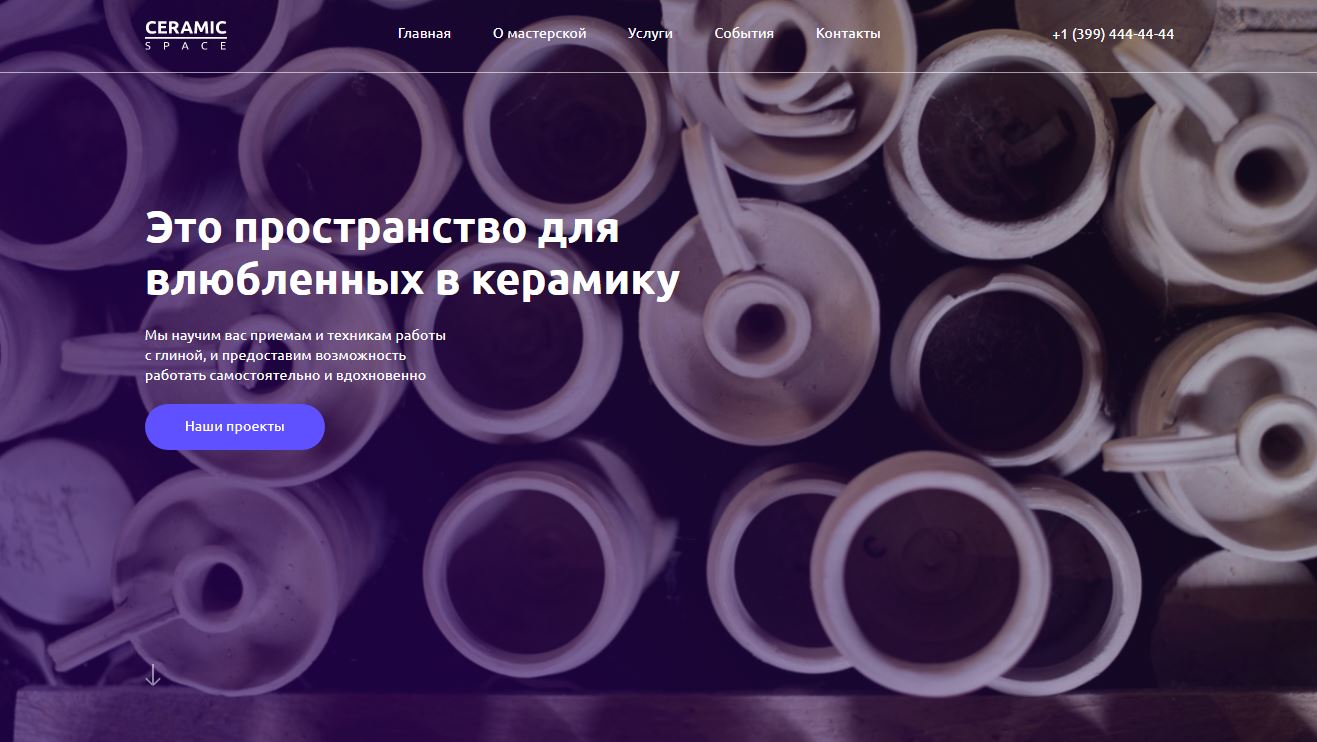 CERAMIC
SPACE
Главная О мастерской Услуги События Контакты
+1 (399) 444-44-44
Это пространство для
влюбленных в керамику
Мы научим вас приемам и техникам работы
с глиной, и предоставим возможность
работать самостоятельно и вдохновенно
Наши проекты